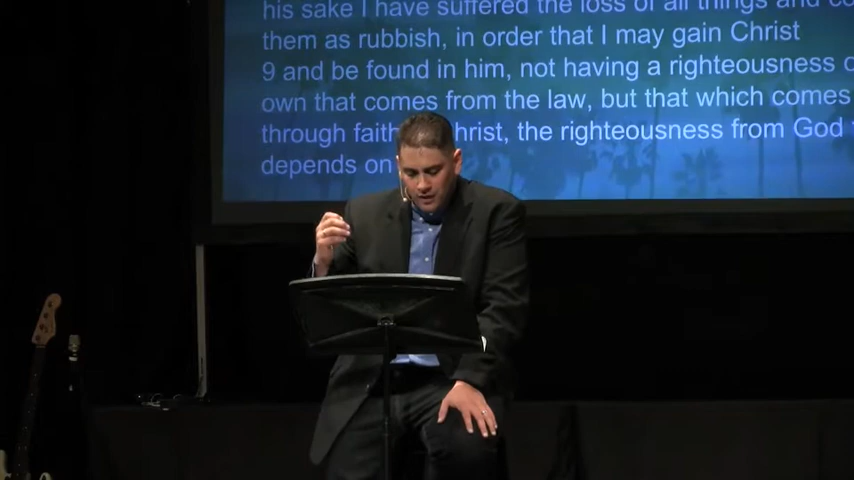 his sake I have suffered the loss of all things and
them as rubbish, in order that I may gain Christ
9 and be found in him, not having a righteousness
own that comes from the law, but that which comes
through faith Christ, the righteousness from God
depends on